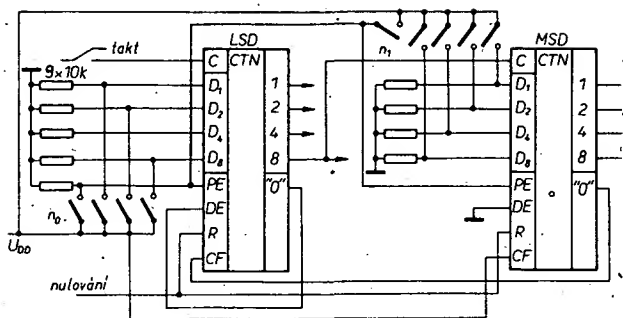 LSD
MSD
takt
n₁
9×10k
C CTN
D₁ 1
D₂ 2
D₄ 4
D₈ 8
PE "0"
DE
R
CF
C CTN
D₁ 1
D₂ 2
D₄ 4
D₈ 8
PE "0"
DE
R
CF
n₀
U_DD
nulování